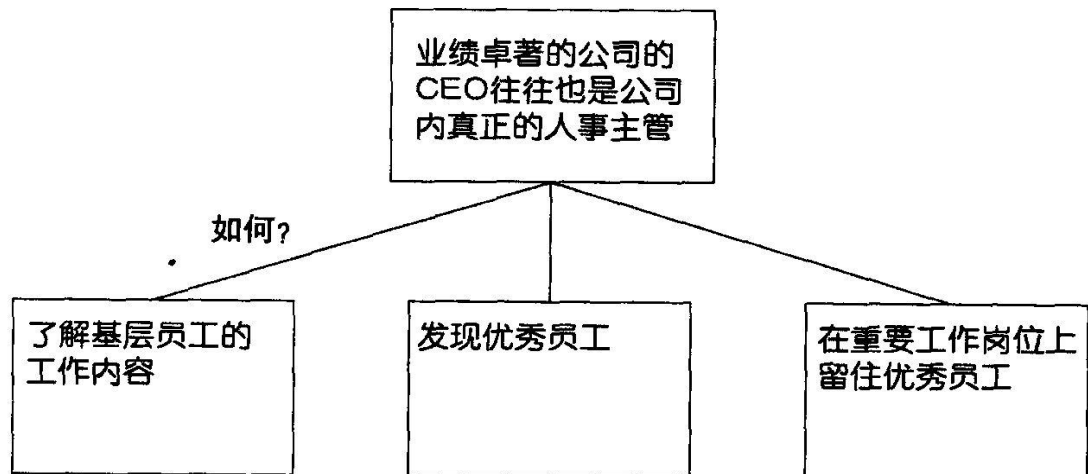 业绩卓著的公司的
CEO往往也是公司
内真正的人事主管
如何?
了解基层员工的
工作内容
发现优秀员工
在重要工作岗位上
留住优秀员工